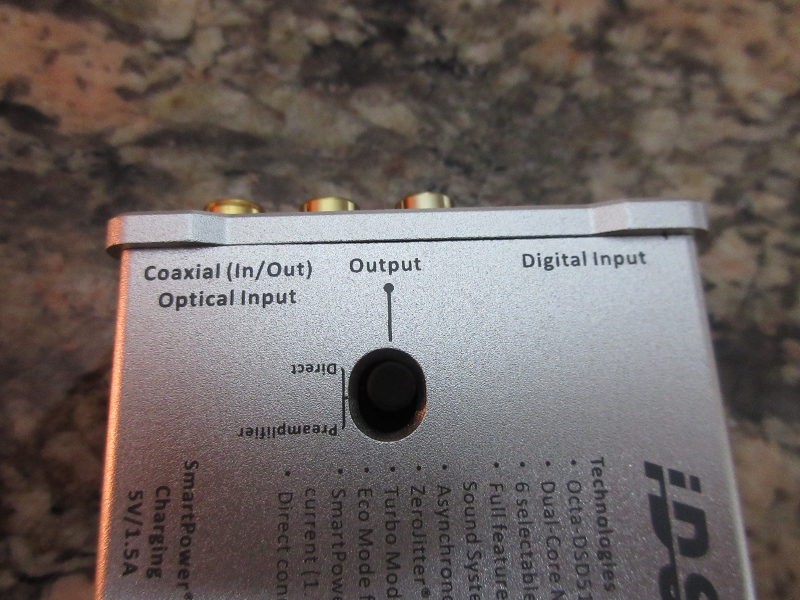 Coaxial (In/Out)
Optical Input
Output
Digital Input
Direct
Preamplifier
SmartPower®
Charging
5V/1.5A
Technologies
• Octa-DSD51
• Dual-Core
• 6 selectable
• Full feature
Sound Syste
• Asynchrono
• ZeroJitter®
• Turbo Mod
• Eco Mode f
• SmartPow
current (1
• Direct con